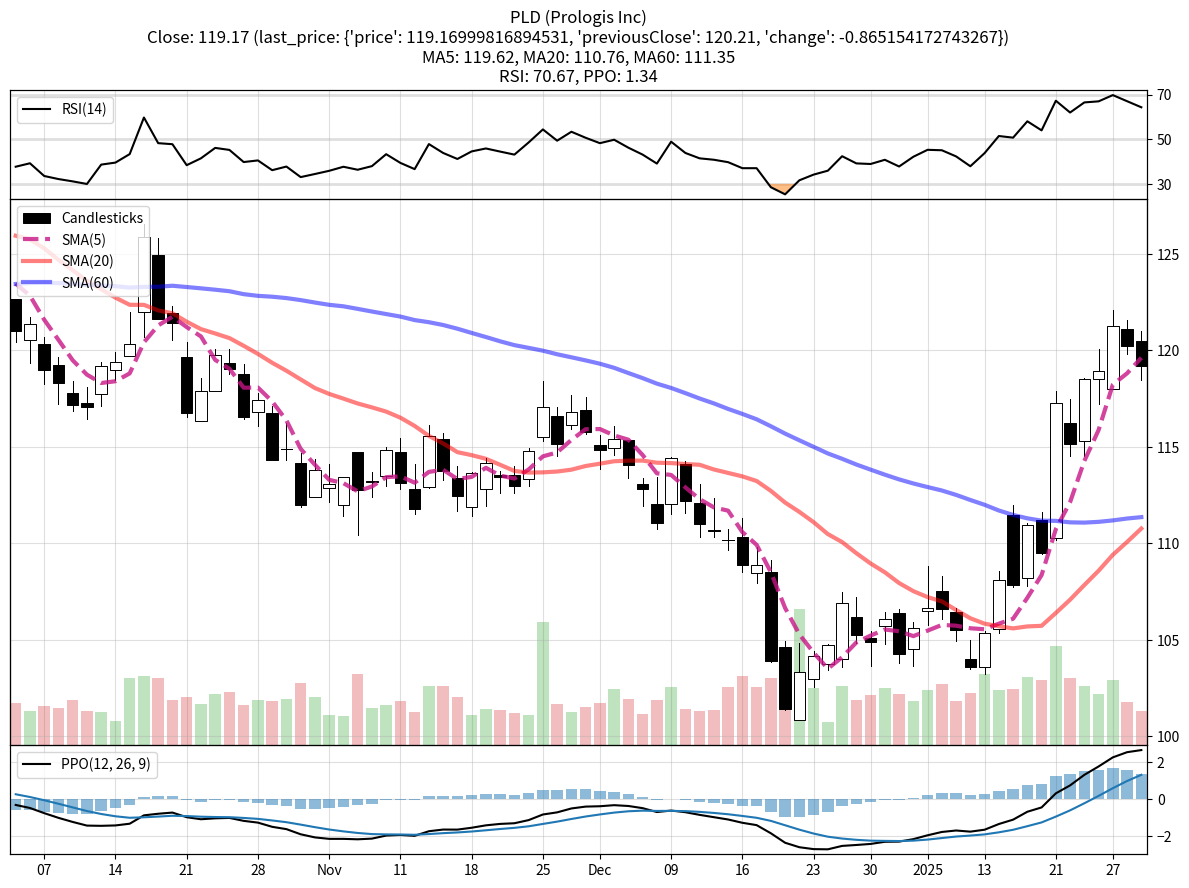 PLD (Prologis Inc)
Close: 119.17 (last_price: {'price': 119.16999816894531, 'previousClose': 120.21, 'change': -0.865154172743267})
MA5: 119.62, MA20: 110.76, MA60: 111.35
RSI: 70.67, PPO: 1.34
RSI(14)
70
50
30
Candlesticks
SMA(5)
SMA(20)
SMA(60)
125
120
115
110
105
100
PPO(12, 26, 9)
2
0
−2
07 14 21 28 Nov 11 18 25 Dec 09 16 23 30 2025 13 21 27